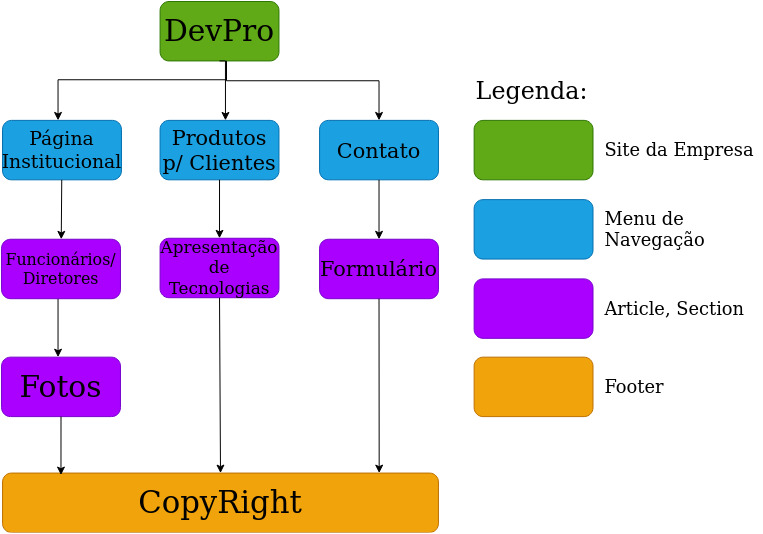 DevPro
Legenda:
Página
Institucional
Produtos
p/ Clientes
Contato
Site da Empresa
Menu de
Navegação
Funcionários/
Diretores
Apresentação
de
Tecnologias
Formulário
Article, Section
Fotos
Footer
CopyRight